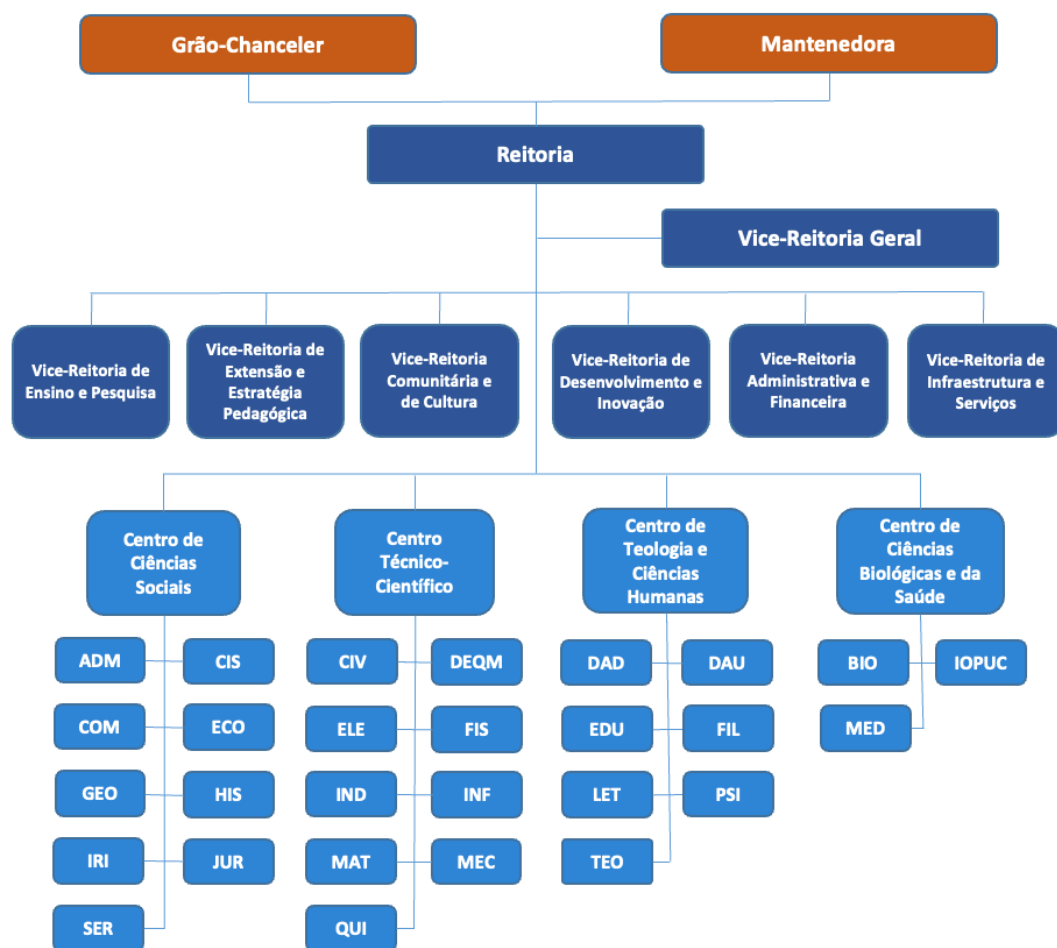 Grão-Chanceler
Mantenedora
Reitoria
Vice-Reitoria Geral
Vice-Reitoria de
Ensino e Pesquisa
Vice-Reitoria de
Extensão e
Estratégia
Pedagógica
Vice-Reitoria
Comunitária e
de Cultura
Vice-Reitoria de
Desenvolvimento e
Inovação
Vice-Reitoria
Administrativa e
Financeira
Vice-Reitoria de
Infraestrutura e
Serviços
Centro de
Ciências
Sociais
ADM
CIS
COM
ECO
GEO
HIS
IRI
JUR
SER
Centro
Técnico-
Científico
CIV
DEQM
ELE
FIS
IND
INF
MAT
MEC
QUI
Centro de
Teologia e
Ciências
Humanas
DAD
DAU
EDU
FIL
LET
PSI
TEO
Centro de
Ciências
Biológicas e da
Saúde
BIO
IOPUC
MED